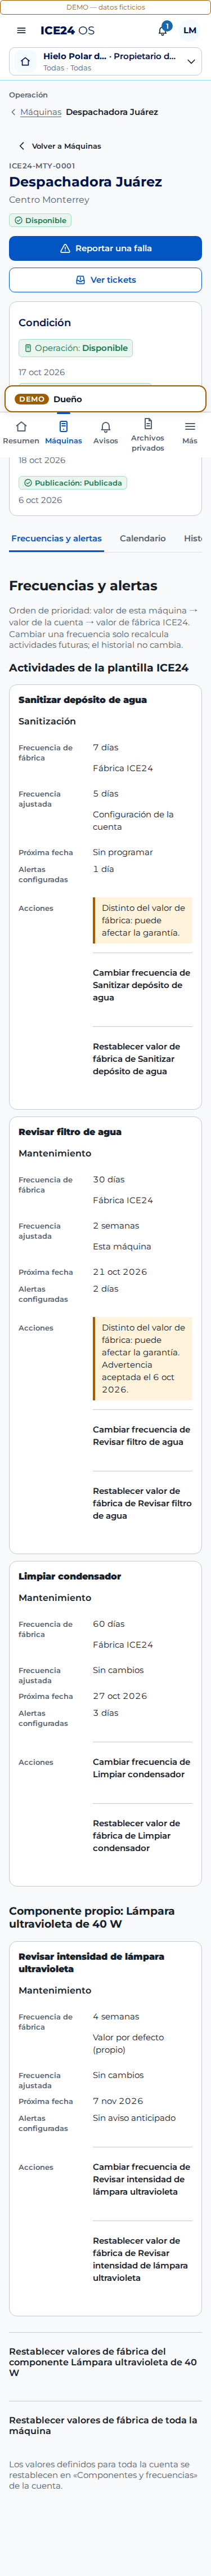 DEMO — datos ficticios
ICE24 OS
1
LM
Hielo Polar d... · Propietario d...
Todas · Todas
Operación
Máquinas Despachadora Juárez
Volver a Máquinas
ICE24-MTY-0001
Despachadora Juárez
Centro Monterrey
Disponible
Reportar una falla
Ver tickets
Condición
Operación: Disponible
17 oct 2026
DEMO Dueño
Resumen
Máquinas
Avisos
Archivos privados
Más
18 oct 2026
Publicación: Publicada
6 oct 2026
Frecuencias y alertas Calendario
Frecuencias y alertas
Orden de prioridad: valor de esta máquina →
valor de la cuenta → valor de fábrica ICE24.
Cambiar una frecuencia solo recalcula
actividades futuras; el historial no cambia.
Actividades de la plantilla ICE24
Sanitizar depósito de agua
Sanitización
Frecuencia de
fábrica
7 días
Fábrica ICE24
Frecuencia
ajustada
5 días
Configuración de la
cuenta
Próxima fecha
Sin programar
Alertas
configuradas
1 día
Acciones
Distinto del valor de
fábrica: puede
afectar la garantía.
Cambiar frecuencia de
Sanitizar depósito de
agua
Restablecer valor de
fábrica de Sanitizar
depósito de agua
Revisar filtro de agua
Mantenimiento
Frecuencia de
fábrica
30 días
Fábrica ICE24
Frecuencia
ajustada
2 semanas
Esta máquina
Próxima fecha
21 oct 2026
Alertas
configuradas
2 días
Acciones
Distinto del valor de
fábrica: puede
afectar la garantía.
Advertencia
aceptada el 6 oct
2026.
Cambiar frecuencia de
Revisar filtro de agua
Restablecer valor de
fábrica de Revisar filtro
de agua
Limpiar condensador
Mantenimiento
Frecuencia de
fábrica
60 días
Fábrica ICE24
Frecuencia
ajustada
Sin cambios
Próxima fecha
27 oct 2026
Alertas
configuradas
3 días
Acciones
Cambiar frecuencia de
Limpiar condensador
Restablecer valor de
fábrica de Limpiar
condensador
Componente propio: Lámpara
ultravioleta de 40 W
Revisar intensidad de lámpara
ultravioleta
Mantenimiento
Frecuencia de
fábrica
4 semanas
Valor por defecto
(propio)
Frecuencia
ajustada
Sin cambios
Próxima fecha
7 nov 2026
Alertas
configuradas
Sin aviso anticipado
Acciones
Cambiar frecuencia de
Revisar intensidad de
lámpara ultravioleta
Restablecer valor de
fábrica de Revisar
intensidad de lámpara
ultravioleta
Restablecer valores de fábrica del
componente Lámpara ultravioleta de 40
W
Restablecer valores de fábrica de toda la
máquina
Los valores definidos para toda la cuenta se
restablecen en «Componentes y frecuencias»
de la cuenta.